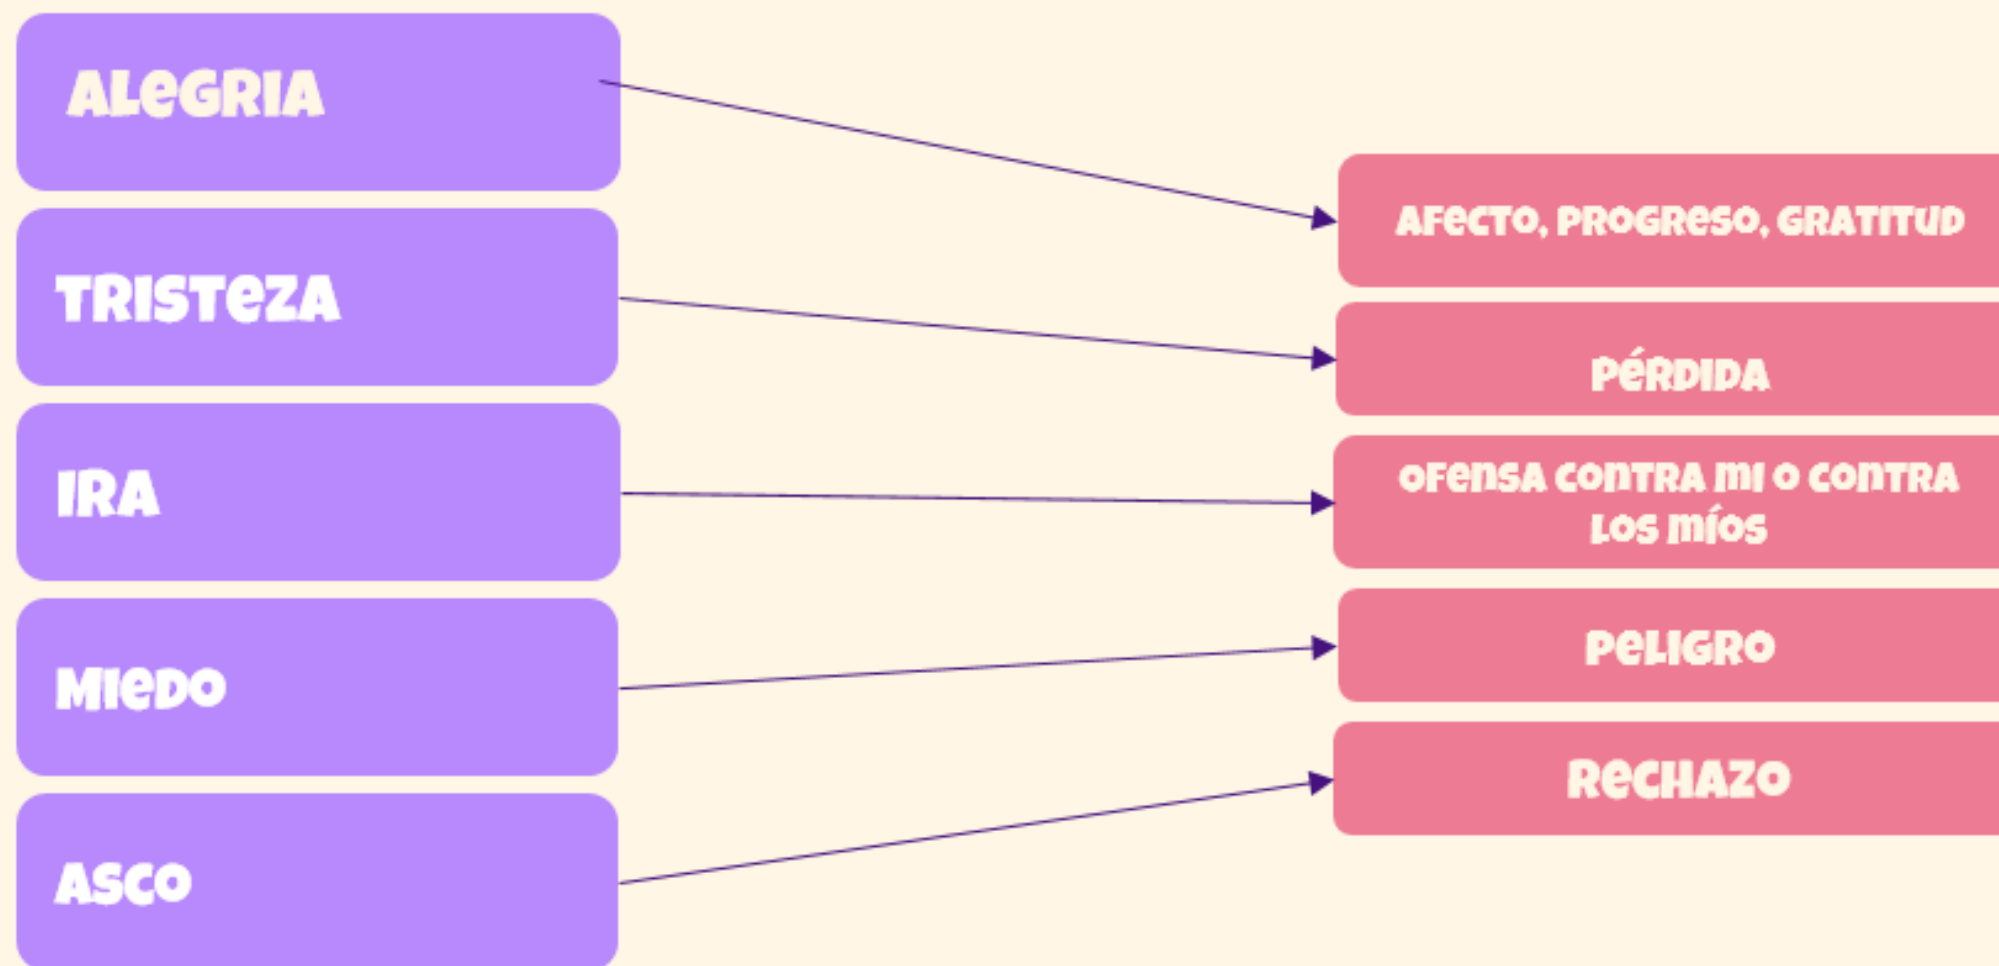 ALEGRIA
AFECTO, PROGRESO, GRATITUD
TRISTEZA
PÉRDIDA
IRA
OFENSA CONTRA MI O CONTRA
LOS MÍOS
MIEDO
PELIGRO
ASCO
RECHAZO